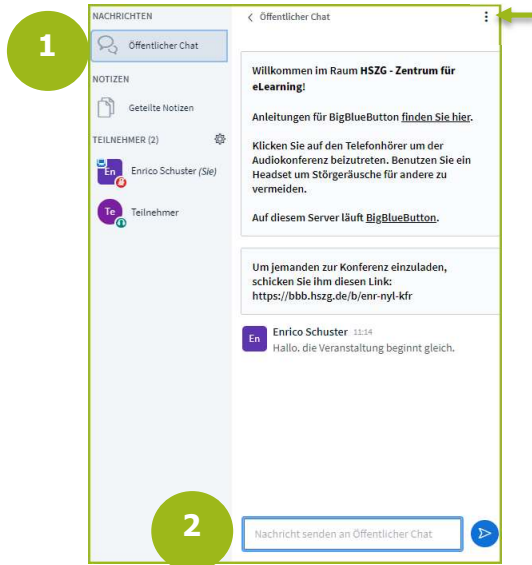 NACHRICHTEN
1
Öffentlicher Chat
NOTIZEN
Geteilte Notizen
TEILNEHMER (2)
En
Enrico Schuster (Sie)
Te
Teilnehmer
Öffentlicher Chat
Willkommen im Raum HSZG - Zentrum für
eLearning!
Anleitungen für BigBlueButton finden Sie hier.
Klicken Sie auf den Telefonhörer um der
Audiokonferenz beizutreten. Benutzen Sie ein
Headset um Störgeräusche für andere zu
vermeiden.
Auf diesem Server läuft BigBlueButton.
Um jemanden zur Konferenz einzuladen,
schicken Sie ihm diesen Link:
https://bbb.hszg.de/b/enr-nyl-kfr
En
Enrico Schuster 11:14
Hallo. die Veranstaltung beginnt gleich.
2
Nachricht senden an Öffentlicher Chat